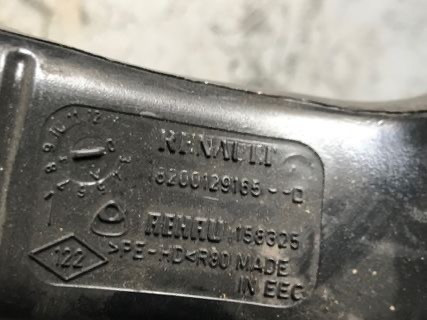 RENAULT
8200129165--D
REHAU 158325
>PE-HD<R80 MADE
IN EEC
122